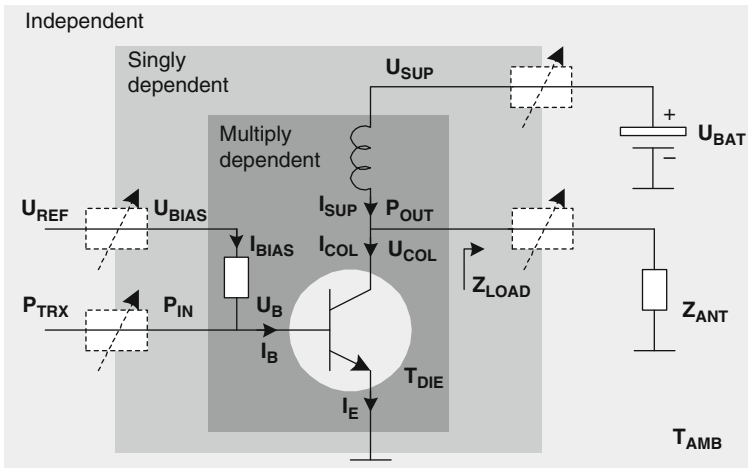 Independent
Singly
dependent
U_SUP
Multiply
dependent
+
U_BAT
−
U_REF
U_BIAS
I_SUP
P_OUT
I_BIAS
I_COL
U_COL
Z_LOAD
P_TRX
P_IN
U_B
Z_ANT
I_B
T_DIE
I_E
T_AMB